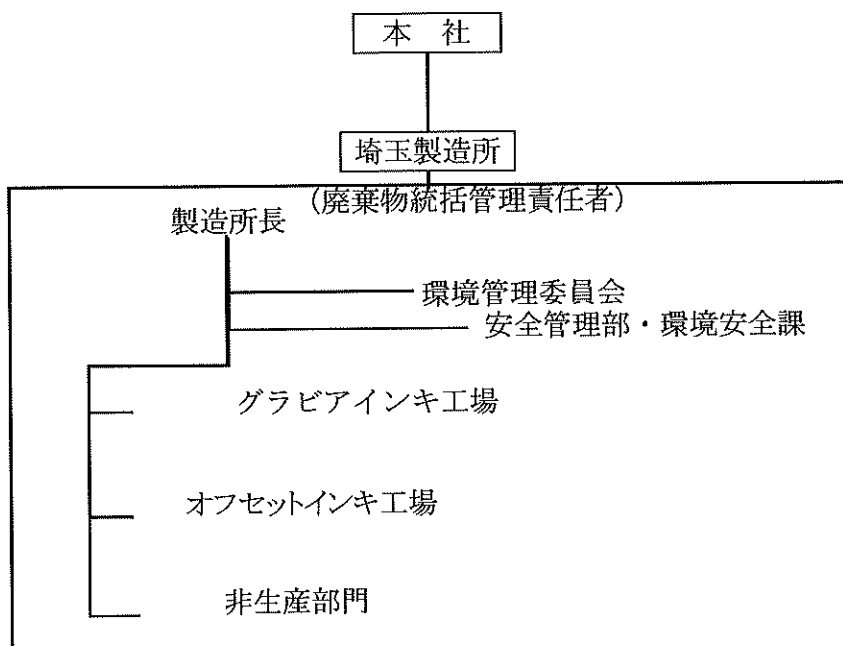 本 社
埼玉製造所
(廃棄物統括管理責任者)
製造所長
環境管理委員会
安全管理部・環境安全課
グラビアインキ工場
オフセットインキ工場
非生産部門